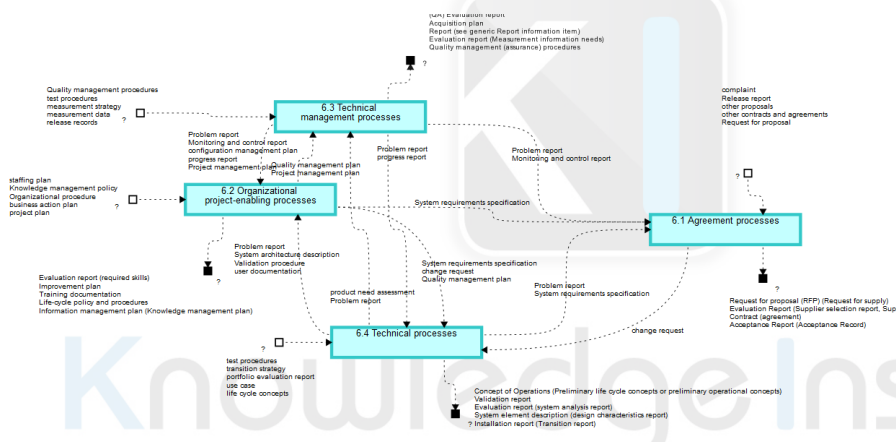 (QA) Evaluation report
Acquisition plan
Report (see generic Report information item)
Evaluation report (Measurement information needs)
Quality management (assurance) procedures
?
Quality management procedures
test procedures
measurement strategy
measurement data
release records
?
6.3 Technical
management processes
complaint
Release report
other proposals
other contracts and agreements
Request for proposal
?
Problem report
Monitoring and control report
configuration management plan
progress report
Project management plan
Quality management plan
Project management plan
Problem report
progress report
Problem report
Monitoring and control report
staffing plan
Knowledge management policy
Organizational procedure
business action plan
project plan
?
6.2 Organizational
project-enabling processes
System requirements specification
6.1 Agreement processes
Problem report
System architecture description
Validation procedure
user documentation
System requirements specification
change request
Quality management plan
?
Evaluation report (required skills)
Improvement plan
Training documentation
Life-cycle policy and procedures
Information management plan (Knowledge management plan)
product need assessment
Problem report
Problem report
System requirements specification
?
Request for proposal (RFP) (Request for supply)
Evaluation Report (Supplier selection report, Sup
Contract (agreement)
Acceptance Report (Acceptance Record)
change request
6.4 Technical processes
?
test procedures
transition strategy
portfolio evaluation report
use case
life cycle concepts
Concept of Operations (Preliminary life cycle concepts or preliminary operational concepts)
Validation report
Evaluation report (system analysis report)
System element description (design characteristics report)
? Installation report (Transition report)
KnowledgeIns